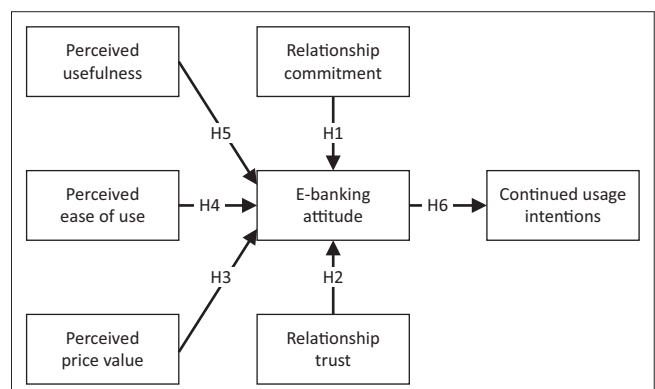 Perceived
usefulness
Relationship
commitment
H5
H1
Perceived
ease of use
H4
E-banking
attitude
H6
Continued usage
intentions
H3
H2
Perceived
price value
Relationship
trust